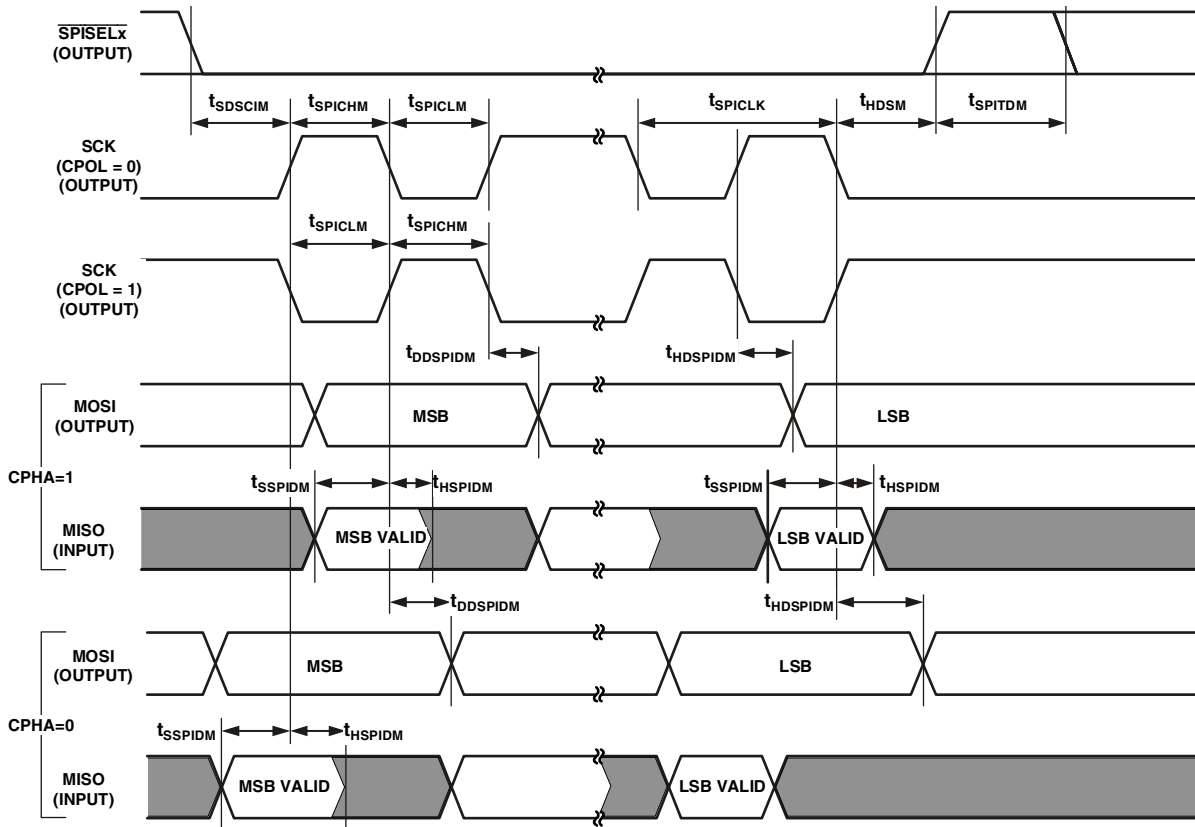 SPISELx
(OUTPUT)
tSDSCIM tSPICHM tSPICLM tSPICLK tHDSM tSPITDM
SCK
(CPOL = 0)
(OUTPUT)
tSPICLM tSPICHM
SCK
(CPOL = 1)
(OUTPUT)
tDDSPIDM tHDSPIDM
MOSI
(OUTPUT)
MSB LSB
CPHA=1
tSSPIDM tHSPIDM tSSPIDM tHSPIDM
MISO
(INPUT)
MSB VALID LSB VALID
tDDSPIDM tHDSPIDM
MOSI
(OUTPUT)
MSB LSB
CPHA=0
tSSPIDM tHSPIDM
MISO
(INPUT)
MSB VALID LSB VALID